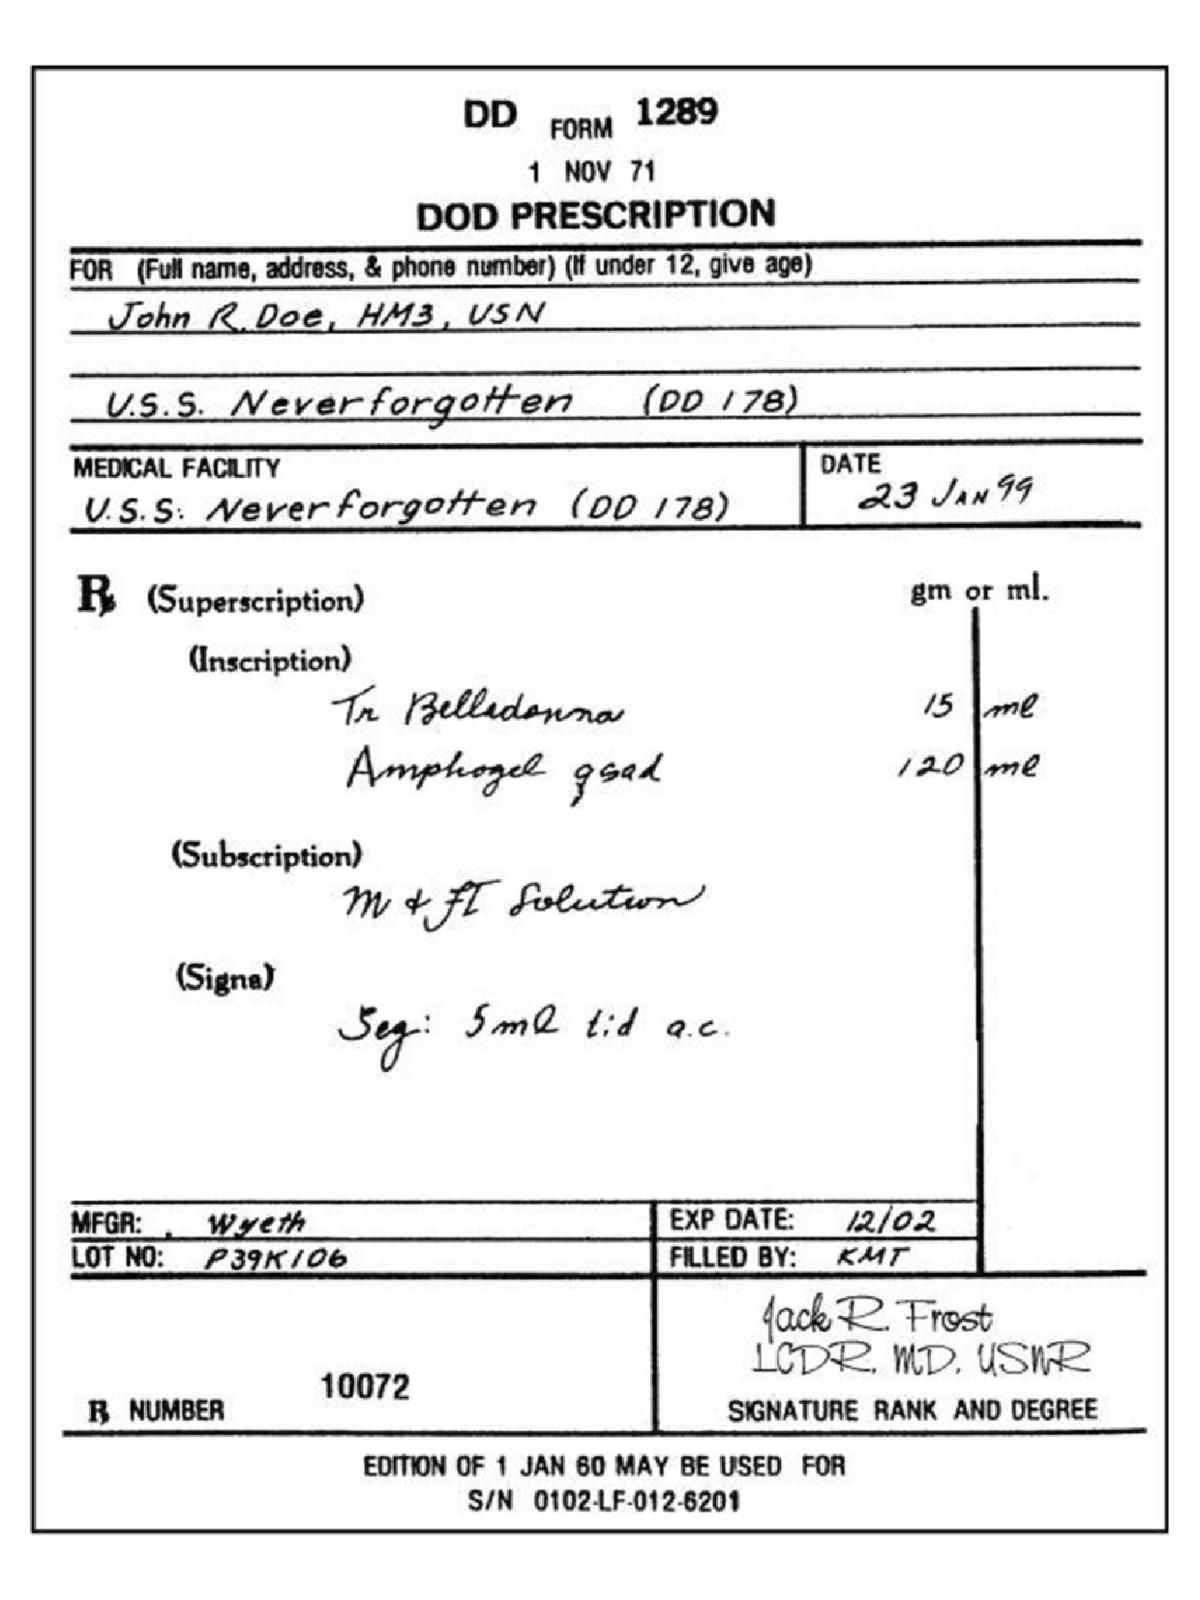 DD FORM 1289
1 NOV 71
DOD PRESCRIPTION
FOR (Full name, address, & phone number) (If under 12, give age)
John R. Doe, HM3, USN
U.S.S. Neverforgotten (DD 178)
MEDICAL FACILITY
U.S.S. Neverforgotten (DD 178)
DATE
23 JAN 99
℞ (Superscription)
gm or ml.
(Inscription)
Tr Belladonna 15 ml
Amphogel qsad 120 ml
(Subscription)
M & FT Solution
(Signa)
Seg: 5 ml tid a.c.
MFGR: Wyeth
EXP DATE: 12/02
LOT NO: P39K106
FILLED BY: KMT
Jack R. Frost
LCDR. MD. USNR
10072
℞ NUMBER
SIGNATURE RANK AND DEGREE
EDITION OF 1 JAN 60 MAY BE USED FOR
S/N 0102-LF-012-6201